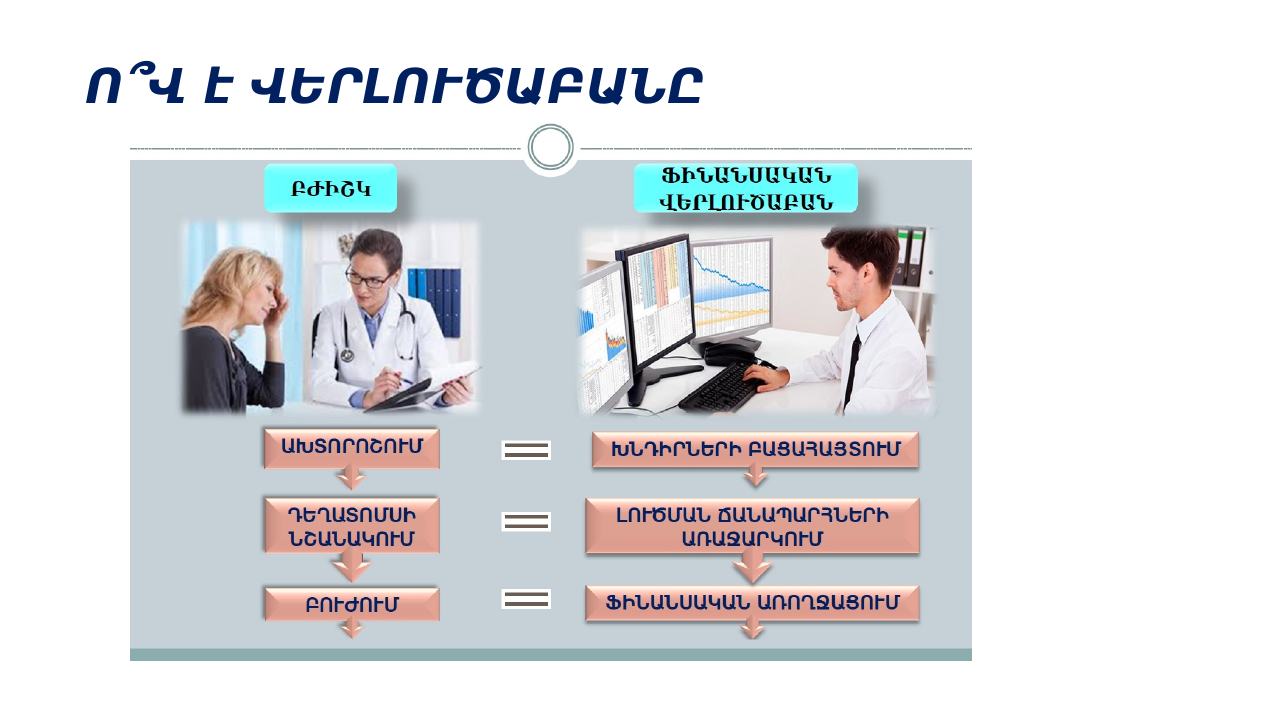 Ո՞Վ Է ՎԵՐԼՈՒԾԱԲԱՆԸ
ԲԺԻՇԿ
ՖԻՆԱՆՍԱԿԱՆ
ՎԵՐԼՈՒԾԱԲԱՆ
ԱԽՏՈՐՈՇՈՒՄ
ԽՆԴԻՐՆԵՐԻ ԲԱՑԱՀԱՅՏՈՒՄ
ԴԵՂԱՏՈՄՍԻ
ՆՇԱՆԱԿՈՒՄ
ԼՈՒԾՄԱՆ ՃԱՆԱՊԱՐՀՆԵՐԻ
ԱՌԱՋԱՐԿՈՒՄ
ԲՈՒԺՈՒՄ
ՖԻՆԱՆՍԱԿԱՆ ԱՌՈՂՋԱՑՈՒՄ